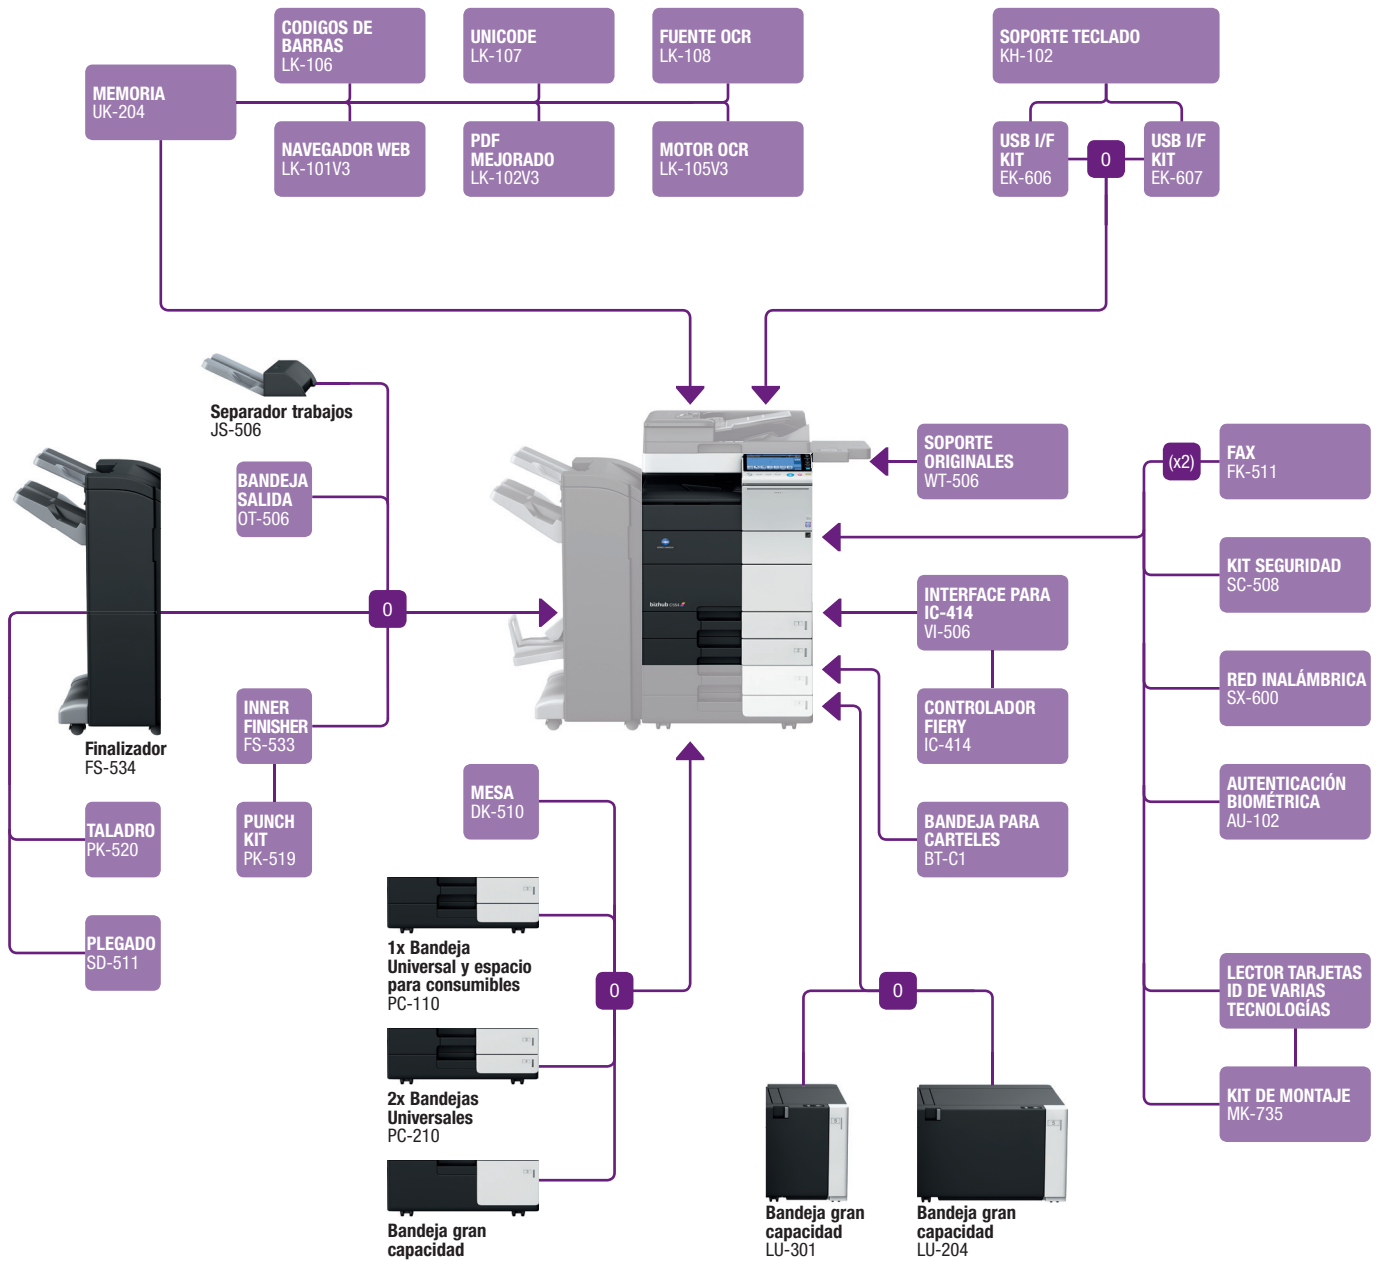 CODIGOS DE
BARRAS
LK-106
UNICODE
LK-107
FUENTE OCR
LK-108
SOPORTE TECLADO
KH-102
MEMORIA
UK-204
NAVEGADOR WEB
LK-101V3
PDF
MEJORADO
LK-102V3
MOTOR OCR
LK-105V3
USB I/F
KIT
EK-606
0
USB I/F
KIT
EK-607
Separador trabajos
JS-506
BANDEJA
SALIDA
OT-506
SOPORTE
ORIGINALES
WT-506
(x2)
FAX
FK-511
KIT SEGURIDAD
SC-508
0
bizhub
INTERFACE PARA
IC-414
VI-506
RED INALÁMBRICA
SX-600
INNER
FINISHER
FS-533
CONTROLADOR
FIERY
IC-414
Finalizador
FS-534
MESA
DK-510
AUTENTICACIÓN
BIOMÉTRICA
AU-102
TALADRO
PK-520
PUNCH
KIT
PK-519
BANDEJA PARA
CARTELES
BT-C1
PLEGADO
SD-511
1x Bandeja
Universal y espacio
para consumibles
PC-110
0
0
LECTOR TARJETAS
ID DE VARIAS
TECNOLOGÍAS
2x Bandejas
Universales
PC-210
KIT DE MONTAJE
MK-735
Bandeja gran
capacidad
Bandeja gran
capacidad
LU-301
Bandeja gran
capacidad
LU-204